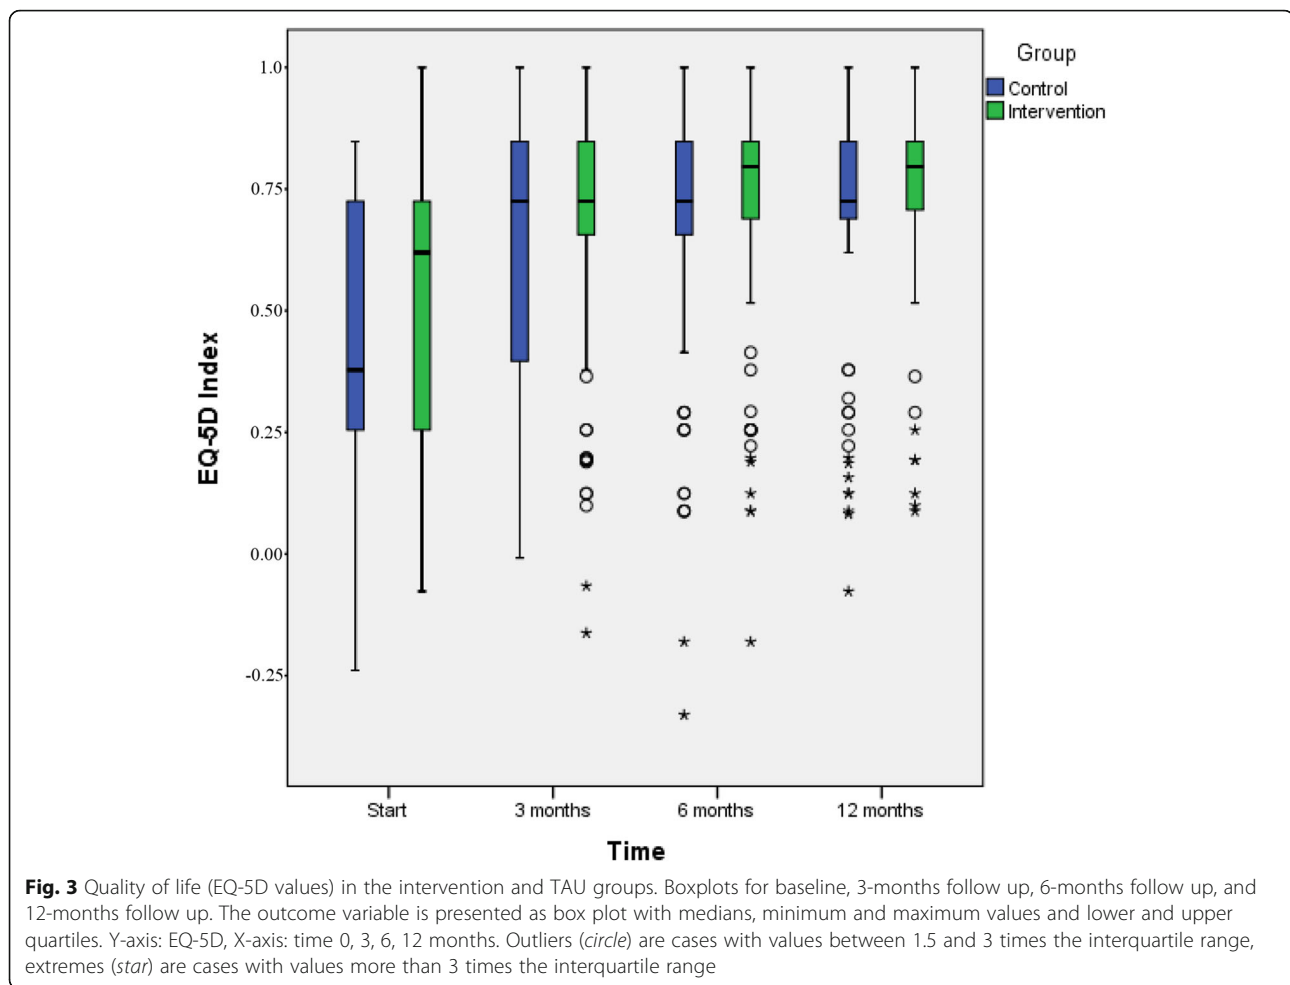 Group
Control
Intervention
1.0
0.75
0.50
0.25
0.00
-0.25
EQ-5D Index
Start
3 months
6 months
12 months
Time
Fig. 3 Quality of life (EQ-5D values) in the intervention and TAU groups. Boxplots for baseline, 3-months follow up, 6-months follow up, and
12-months follow up. The outcome variable is presented as box plot with medians, minimum and maximum values and lower and upper
quartiles. Y-axis: EQ-5D, X-axis: time 0, 3, 6, 12 months. Outliers (circle) are cases with values between 1.5 and 3 times the interquartile range,
extremes (star) are cases with values more than 3 times the interquartile range